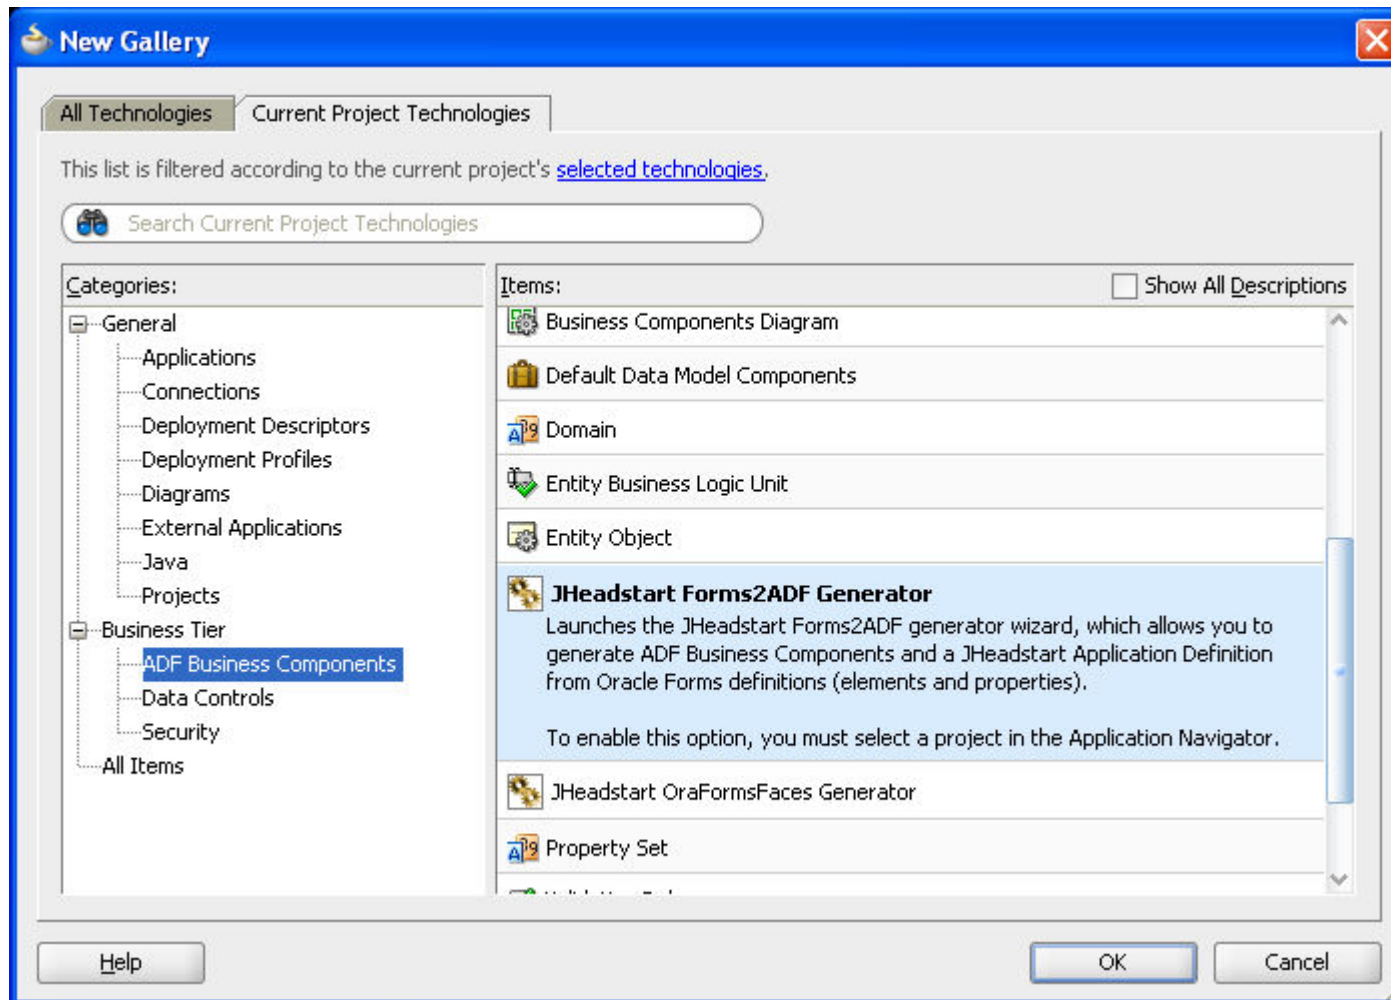 New Gallery
All Technologies
Current Project Technologies
This list is filtered according to the current project's selected technologies.
Search Current Project Technologies
Categories:
General
Applications
Connections
Deployment Descriptors
Deployment Profiles
Diagrams
External Applications
Java
Projects
Business Tier
ADF Business Components
Data Controls
Security
All Items
Items:
Show All Descriptions
Business Components Diagram
Default Data Model Components
Domain
Entity Business Logic Unit
Entity Object
JHeadstart Forms2ADF Generator
Launches the JHeadstart Forms2ADF generator wizard, which allows you to
generate ADF Business Components and a JHeadstart Application Definition
from Oracle Forms definitions (elements and properties).
To enable this option, you must select a project in the Application Navigator.
JHeadstart OraFormsFaces Generator
Property Set
Help
OK
Cancel